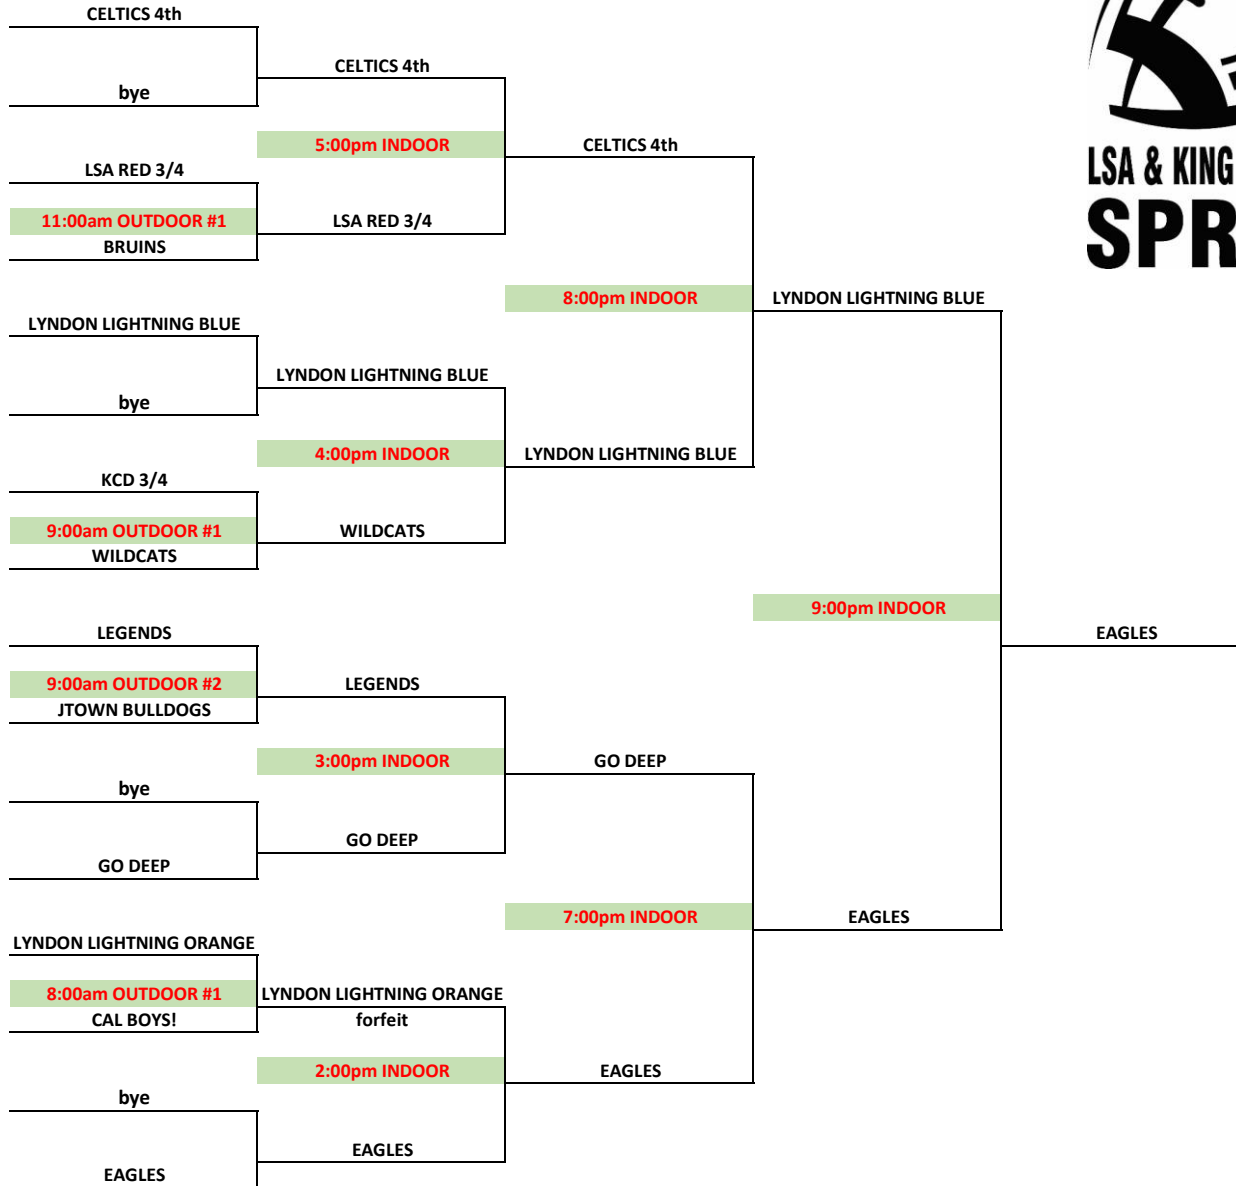 CELTICS 4th
CELTICS 4th
bye
5:00pm INDOOR
CELTICS 4th
LSA RED 3/4
11:00am OUTDOOR #1
LSA RED 3/4
BRUINS
LSA & KING
SPR
8:00pm INDOOR
LYNDON LIGHTNING BLUE
LYNDON LIGHTNING BLUE
LYNDON LIGHTNING BLUE
bye
4:00pm INDOOR
LYNDON LIGHTNING BLUE
KCD 3/4
9:00am OUTDOOR #1
WILDCATS
WILDCATS
9:00pm INDOOR
LEGENDS
EAGLES
9:00am OUTDOOR #2
LEGENDS
JTOWN BULLDOGS
3:00pm INDOOR
GO DEEP
bye
GO DEEP
GO DEEP
7:00pm INDOOR
EAGLES
LYNDON LIGHTNING ORANGE
8:00am OUTDOOR #1
LYNDON LIGHTNING ORANGE
CAL BOYS!
forfeit
2:00pm INDOOR
EAGLES
bye
EAGLES
EAGLES